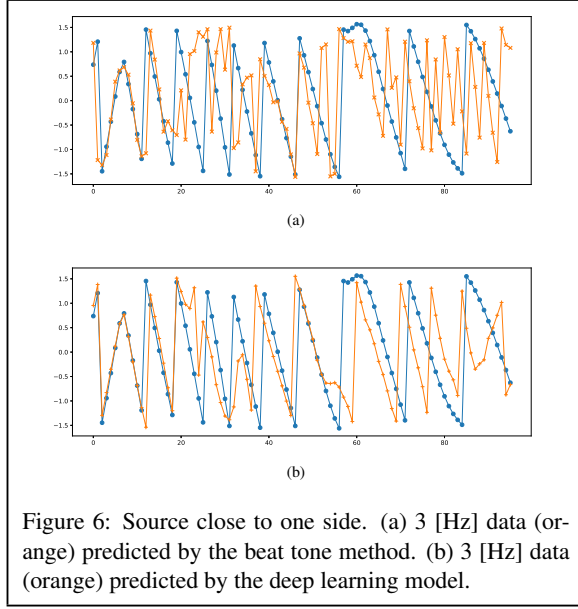 1.5
1.0
0.5
0.0
−0.5
−1.0
−1.5
0 20 40 60 80
(a)
1.5
1.0
0.5
0.0
−0.5
−1.0
−1.5
0 20 40 60 80
(b)
Figure 6: Source close to one side. (a) 3 [Hz] data (or-
ange) predicted by the beat tone method. (b) 3 [Hz] data
(orange) predicted by the deep learning model.